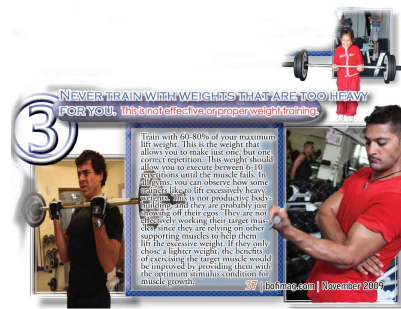 3
NEVER TRAIN WITH WEIGHTS THAT ARE TOO HEAVY
FOR YOU. This is not effective or proper weight training.
Train with 60-80% of your maximum
lift weight. This is the weight that
allows you to make just one, but one
correct repetition. This weight should
allow you to execute between 6-10
repetitions until the muscle fails. In
all gyms, you can observe how some
trainers like to lift excessively heavy
weights. This is not productive body-
building, and they are probably just
showing off their egos. They are not
effectively working their target mus-
cles, since they are relying on other
supporting muscles to help them
lift the excessive weight. If they only
chose a lighter weight, the benefits
of exercising the target muscle would
be improved by providing them with
the optimum stimulus condition for
muscle growth.
37 | bofimag.com | November 2009